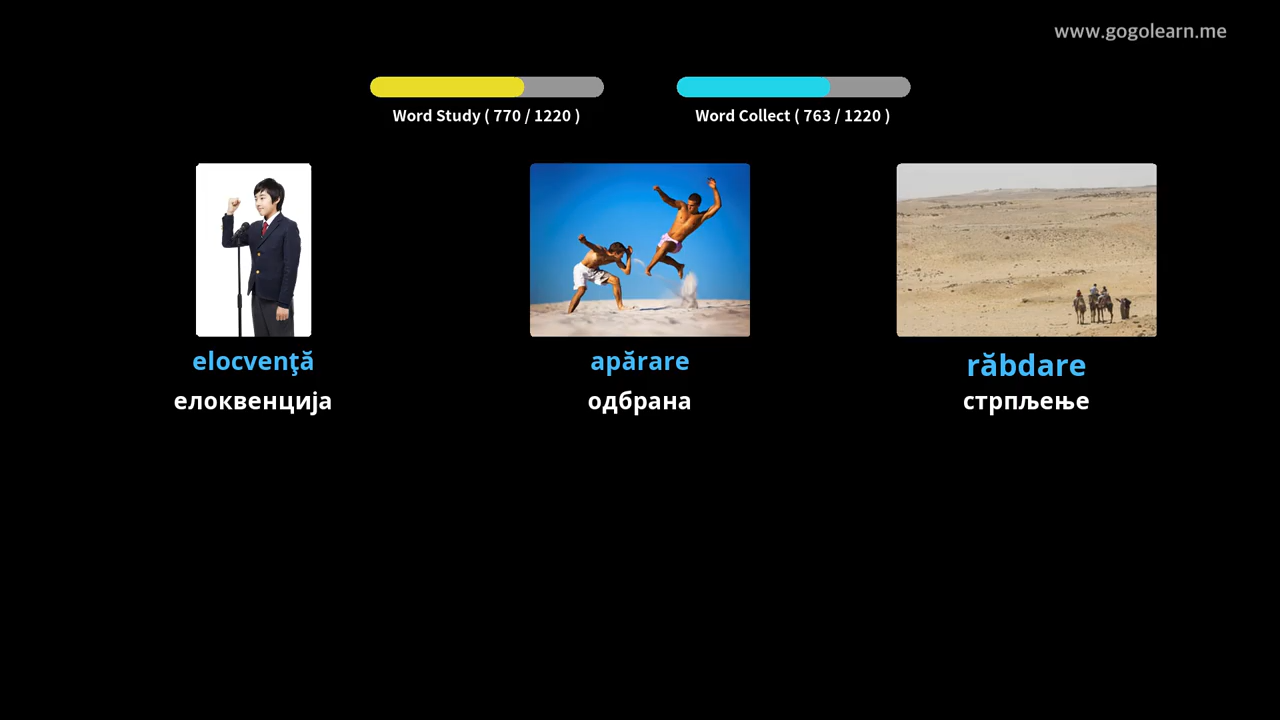 www.gogolearn.me
Word Study ( 770 / 1220 )
Word Collect ( 763 / 1220 )
elocvenţă
елоквенција
apărare
одбрана
răbdare
стрпљење